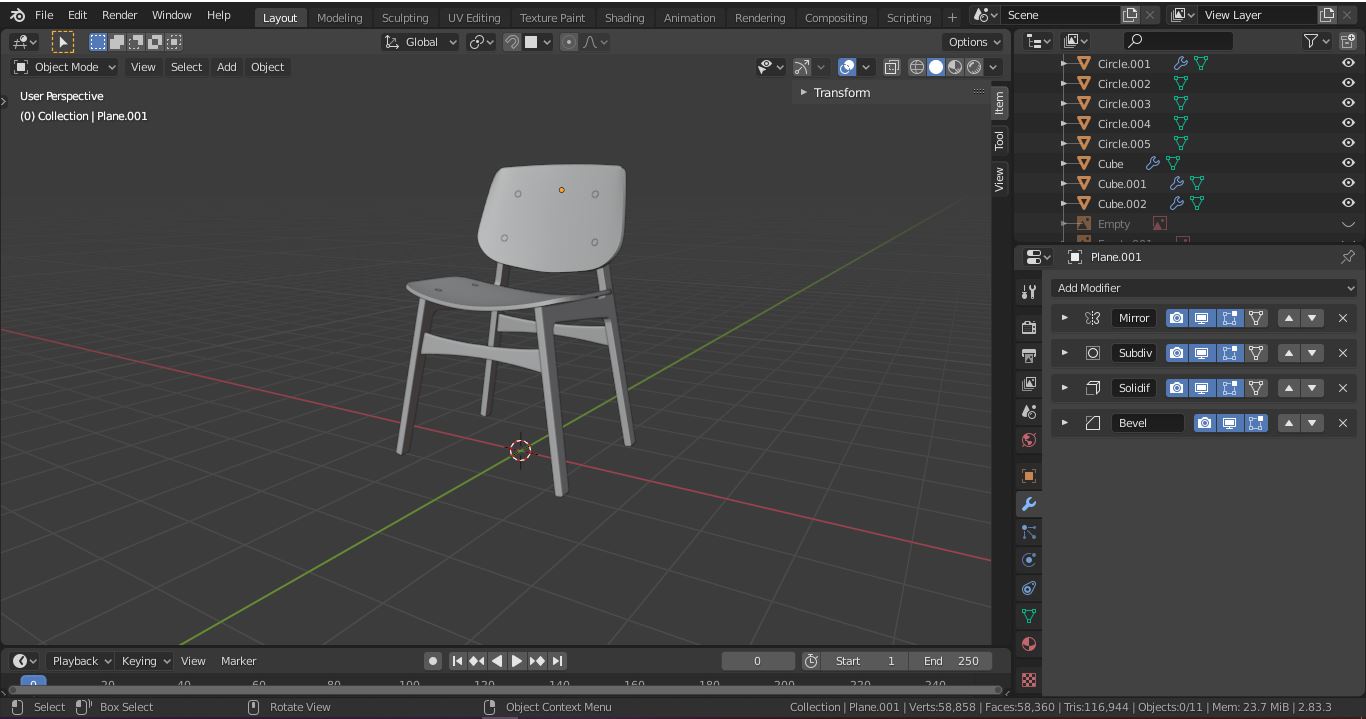 File Edit Render Window Help Layout Modeling Sculpting UV Editing Texture Paint Shading Animation Rendering Compositing Scripting + Scene View Layer
Global Options
Object Mode View Select Add Object
User Perspective
(0) Collection | Plane.001
Transform
Item
Tool
View
Circle.001
Circle.002
Circle.003
Circle.004
Circle.005
Cube
Cube.001
Cube.002
Empty
Plane.001
Add Modifier
Mirror
Subdiv
Solidif
Bevel
Playback Keying View Marker 0 Start 1 End 250
0 20 40 60 80 100 120 140 160 180 200 220 240
Select Box Select Rotate View Object Context Menu Collection | Plane.001 | Verts:58,858 | Faces:58,360 | Tris:116,944 | Objects:0/11 | Mem: 23.7 MiB | 2.83.3